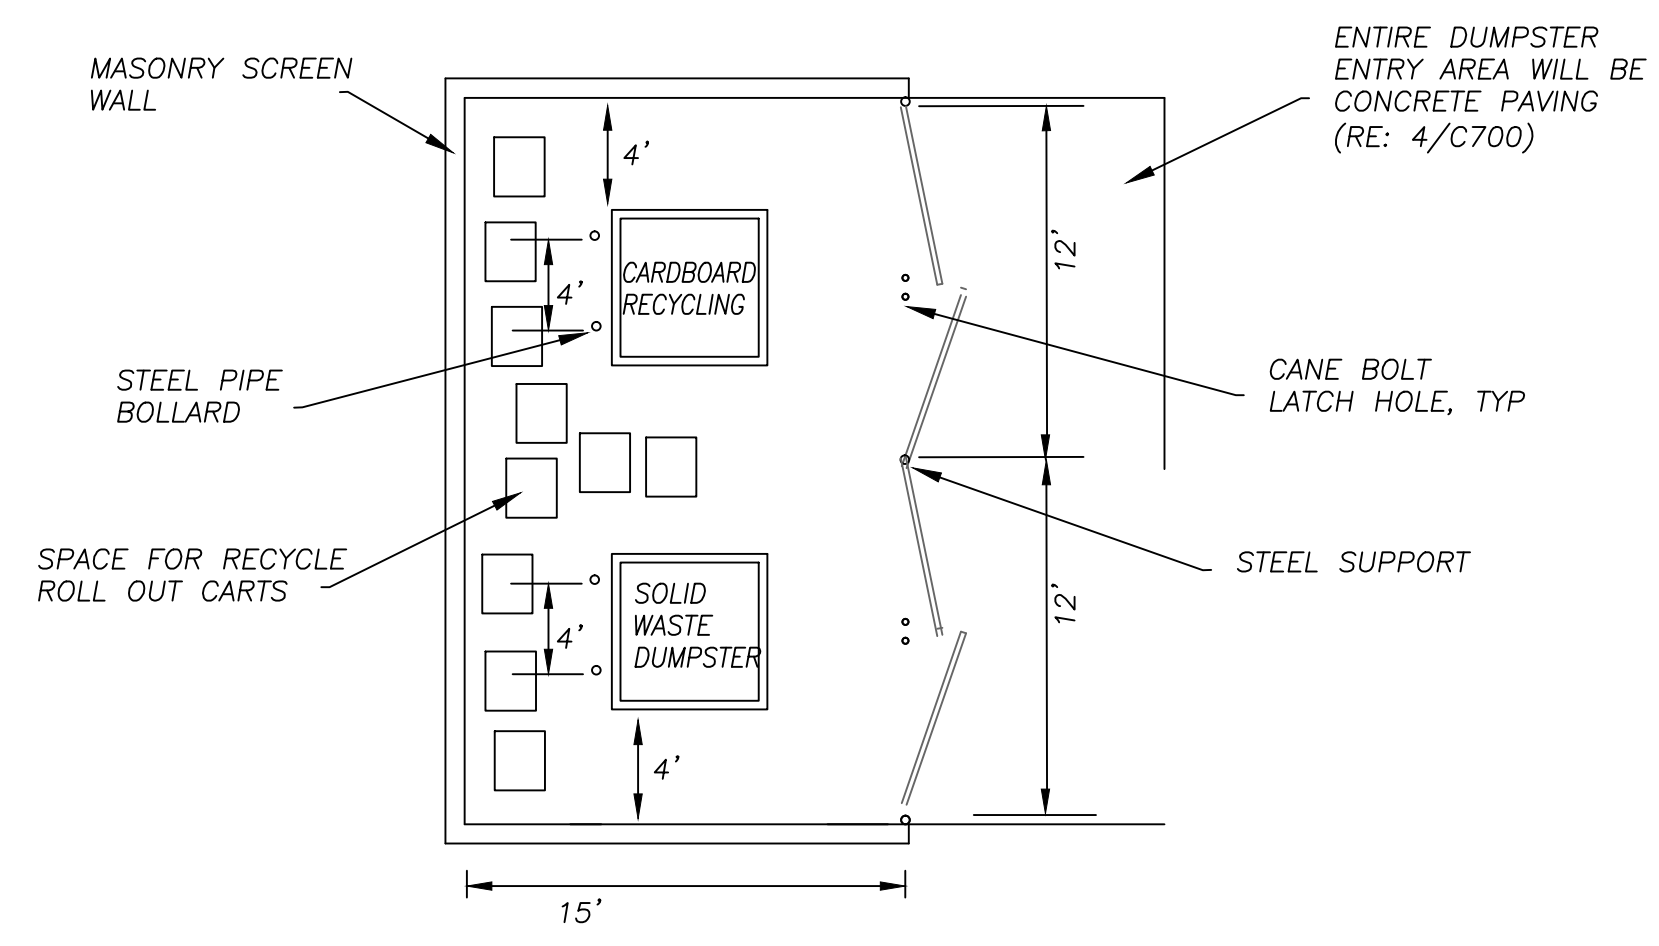 MASONRY SCREEN
WALL
ENTIRE DUMPSTER
ENTRY AREA WILL BE
CONCRETE PAVING
(RE: 4/C700)
4'
12'
CARDBOARD
RECYCLING
4'
STEEL PIPE
BOLLARD
CANE BOLT
LATCH HOLE, TYP
SPACE FOR RECYCLE
ROLL OUT CARTS
STEEL SUPPORT
SOLID
WASTE
DUMPSTER
4'
12'
4'
15'